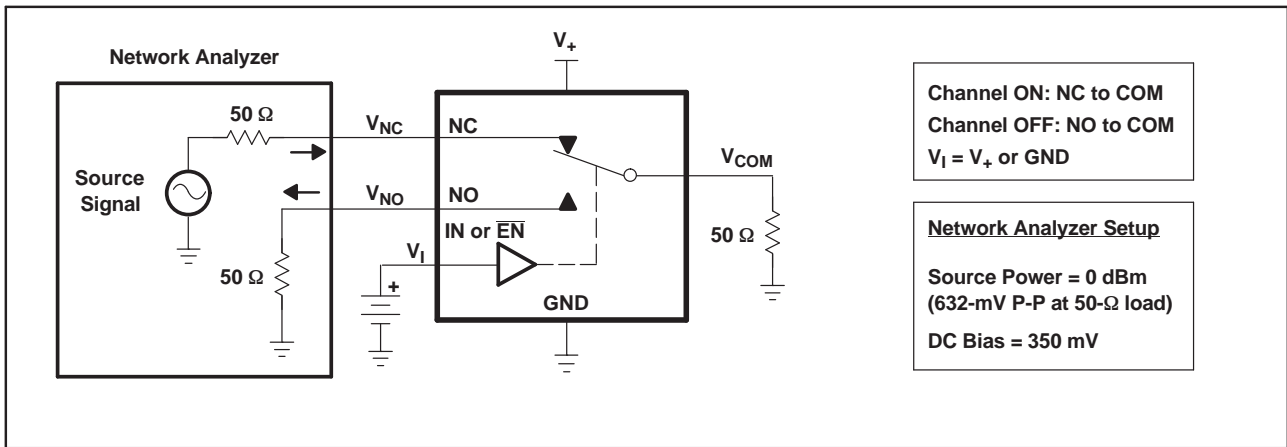 Network Analyzer
50 Ω
Source
Signal
50 Ω
V+
VNC
NC
VNO
NO
IN or E̅N̅
VI
+
GND
VCOM
50 Ω
Channel ON: NC to COM
Channel OFF: NO to COM
VI = V+ or GND
Network Analyzer Setup
Source Power = 0 dBm
(632-mV P-P at 50-Ω load)
DC Bias = 350 mV